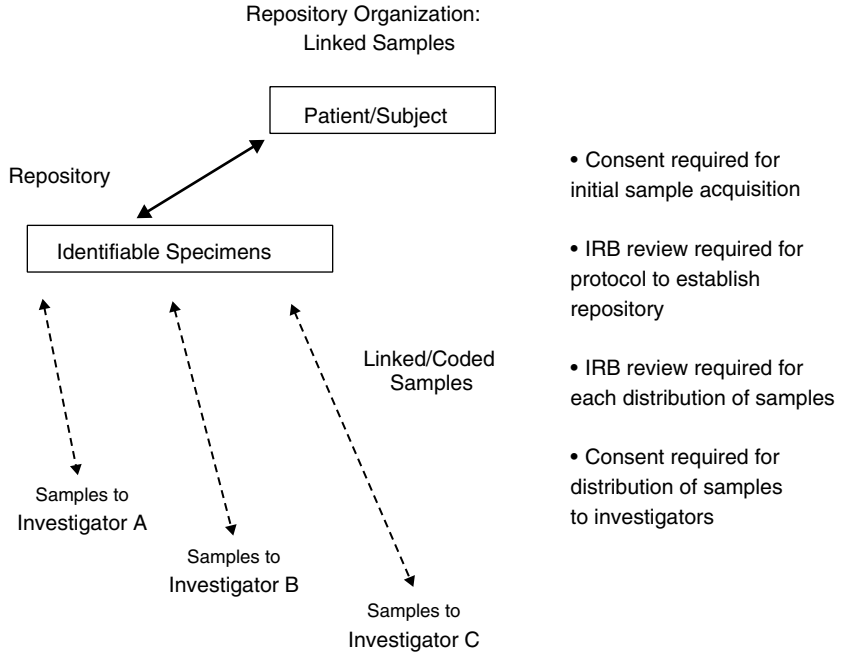 Repository Organization:
Linked Samples
Patient/Subject
Repository
Identifiable Specimens
Linked/Coded
Samples
Samples to
Investigator A
Samples to
Investigator B
Samples to
Investigator C
• Consent required for
initial sample acquisition
• IRB review required for
protocol to establish
repository
• IRB review required for
each distribution of samples
• Consent required for
distribution of samples
to investigators